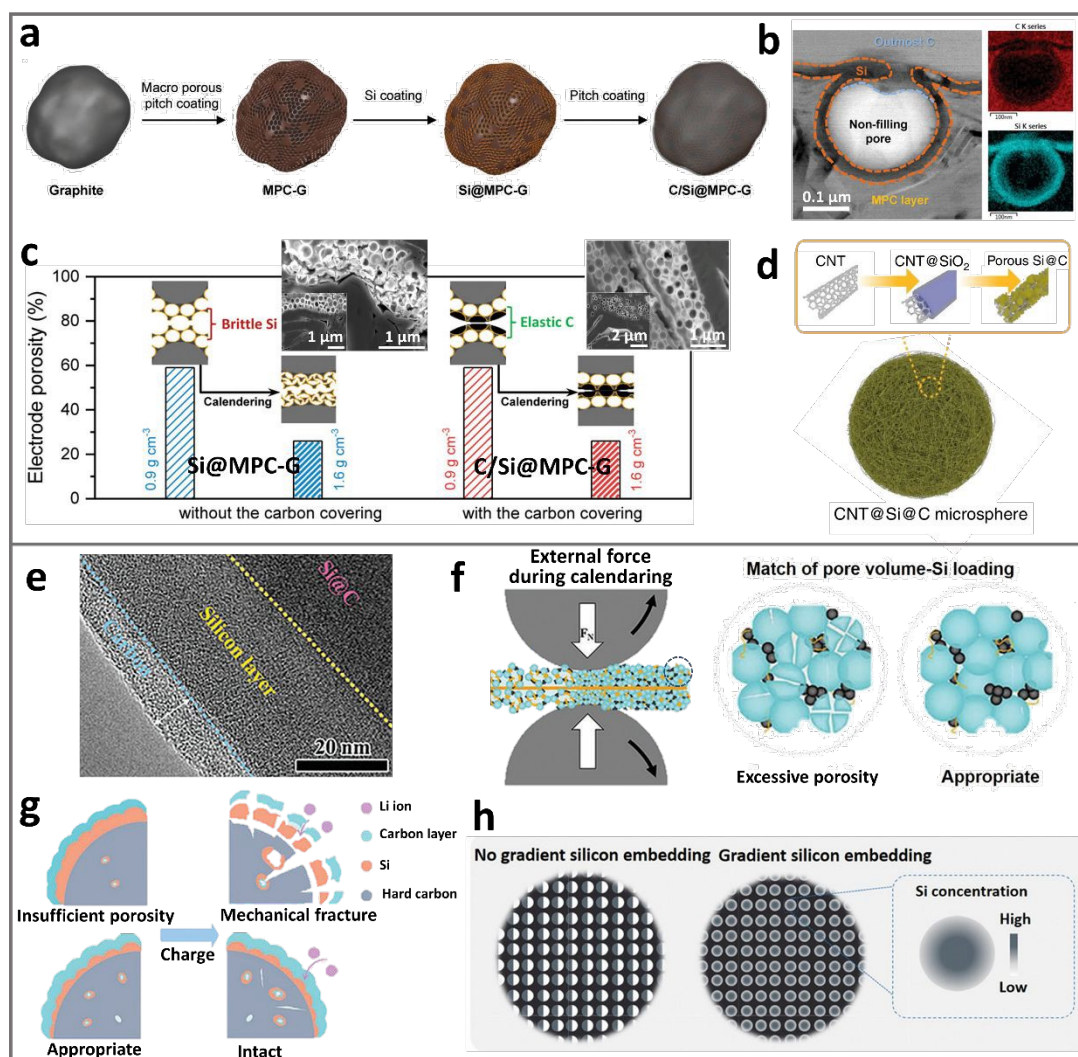 a
Macro porous
pitch coating
Si coating
Pitch coating
Graphite
MPC-G
Si@MPC-G
C/Si@MPC-G
b
Outmost C
Si
Non-filling
pore
0.1 μm
MPC layer
C K series
100nm
Si K series
100nm
c
Electrode porosity (%)
100
80
60
40
20
0
Brittle Si
1 μm
1 μm
Elastic C
2 μm
1 μm
Calendering
Calendering
0.9 g cm⁻³
Si@MPC-G
1.6 g cm⁻³
0.9 g cm⁻³
C/Si@MPC-G
1.6 g cm⁻³
without the carbon covering
with the carbon covering
d
CNT
CNT@SiO₂
Porous Si@C
CNT@Si@C microsphere
e
Carbon
Silicon layer
Si@C
20 nm
f
External force
during calendaring
F_N
Match of pore volume-Si loading
Excessive porosity
Appropriate
g
Li ion
Carbon layer
Si
Hard carbon
Insufficient porosity
Mechanical fracture
Charge
Appropriate
Intact
h
No gradient silicon embedding
Gradient silicon embedding
Si concentration
High
Low